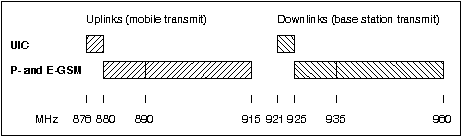 Uplinks (mobile transmit) Downlinks (base station transmit)
UIC
P- and E-GSM
MHz 876 880 890 915 921 925 935 960